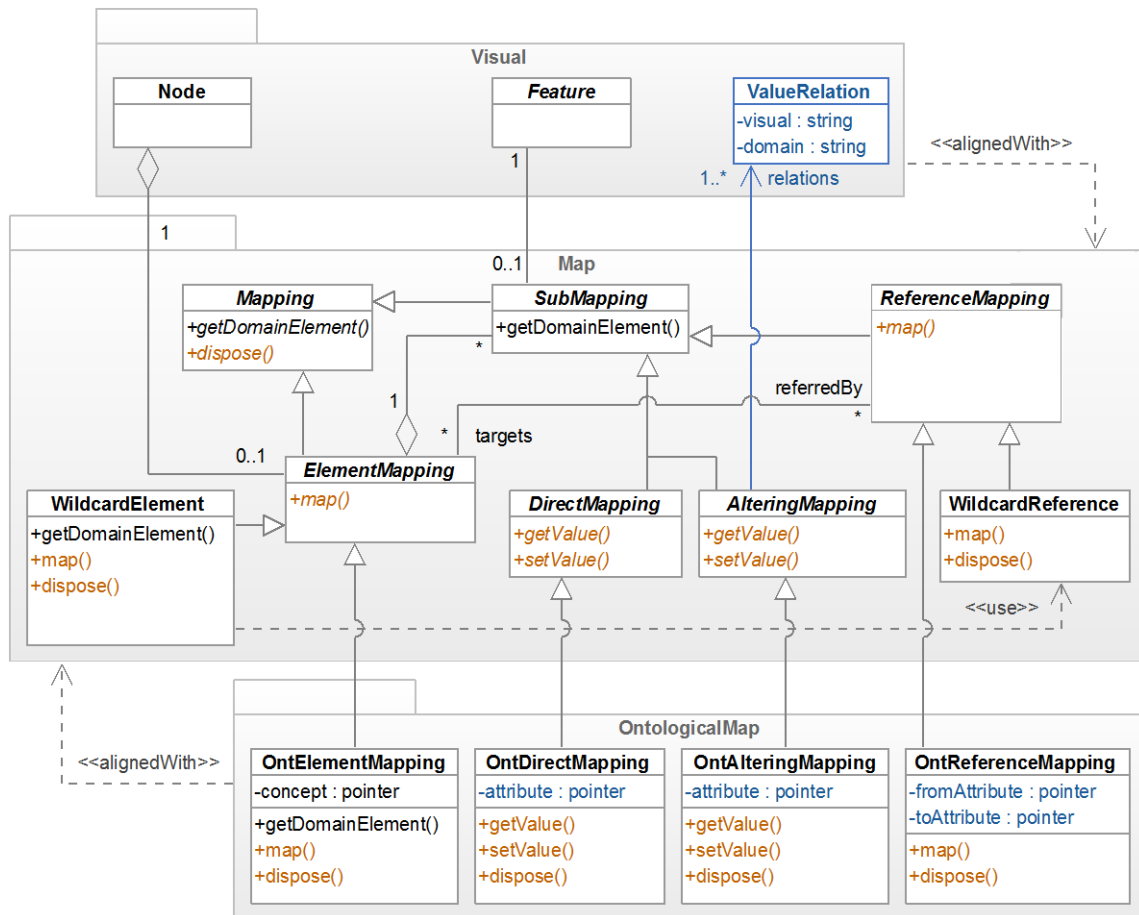 Visual
Node
Feature
ValueRelation
-visual : string
-domain : string
<<alignedWith>>
1
1..*
relations
1
0..1
Map
Mapping
+getDomainElement()
+dispose()
SubMapping
+getDomainElement()
ReferenceMapping
+map()
*
1
referredBy
*
*
targets
0..1
ElementMapping
+map()
WildcardElement
+getDomainElement()
+map()
+dispose()
DirectMapping
+getValue()
+setValue()
AlteringMapping
+getValue()
+setValue()
WildcardReference
+map()
+dispose()
<<use>>
OntologicalMap
<<alignedWith>>
OntElementMapping
-concept : pointer
+getDomainElement()
+map()
+dispose()
OntDirectMapping
-attribute : pointer
+getValue()
+setValue()
+dispose()
OntAlteringMapping
-attribute : pointer
+getValue()
+setValue()
+dispose()
OntReferenceMapping
-fromAttribute : pointer
-toAttribute : pointer
+map()
+dispose()